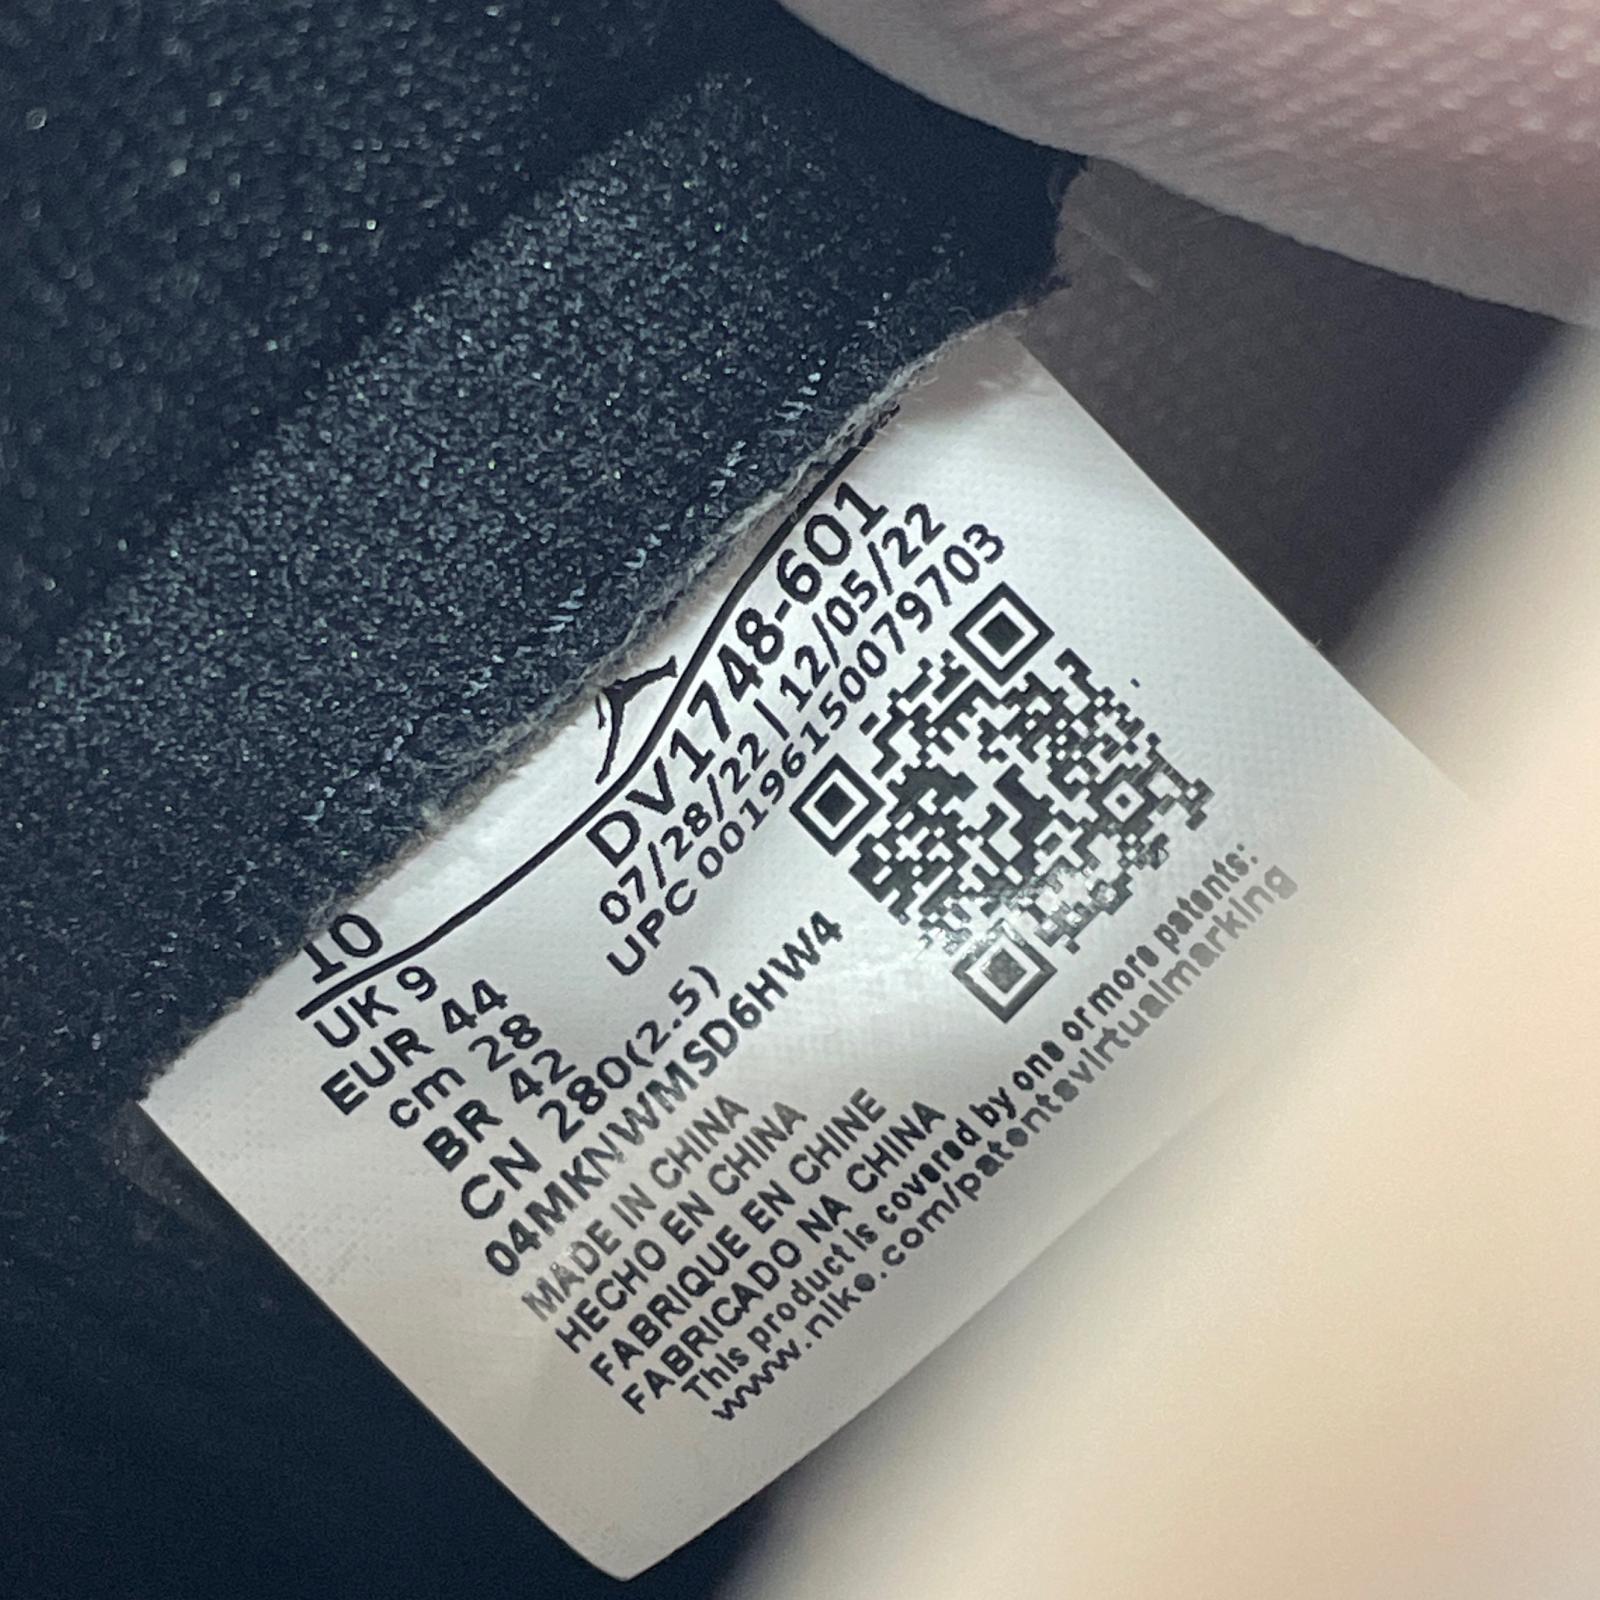 10
UK 9
EUR 44
cm 28
BR 42
CN 280(2.5)
DV1748-601
07/28/22 | 12/05/22
UPC 00196150079703
04MKNWMSD6HW4
MADE IN CHINA
HECHO EN CHINA
FABRIQUE EN CHINE
FABRICADO NA CHINA
This product is covered by one or more patents:
www.nike.com/patentsvirtualmarking